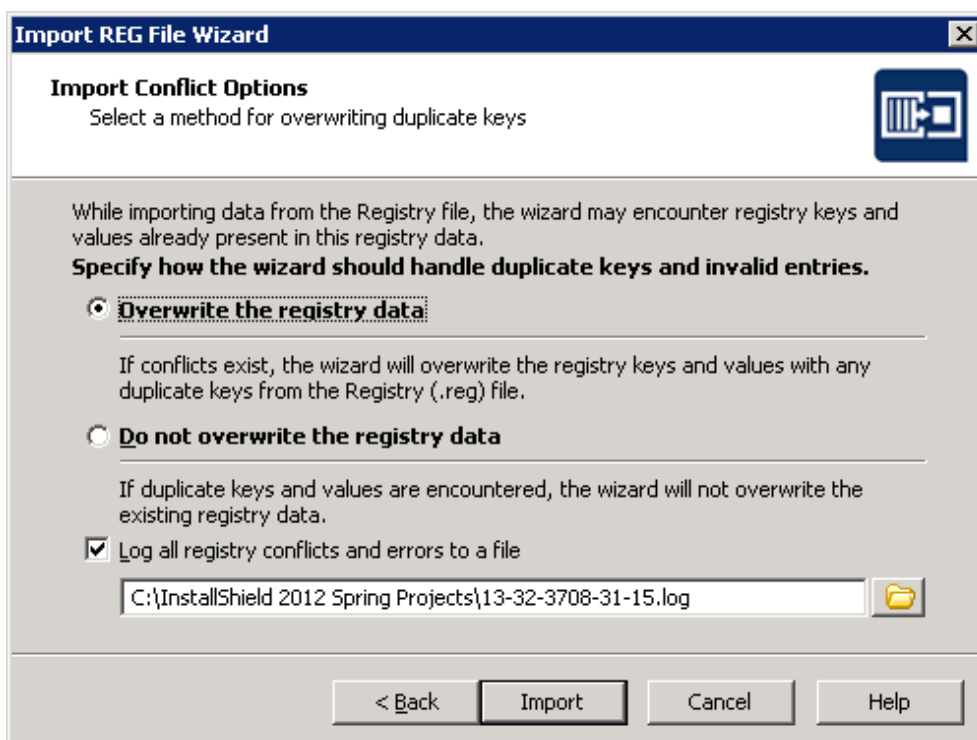 Import REG File Wizard
Import Conflict Options
Select a method for overwriting duplicate keys
While importing data from the Registry file, the wizard may encounter registry keys and
values already present in this registry data.
Specify how the wizard should handle duplicate keys and invalid entries.
Overwrite the registry data
If conflicts exist, the wizard will overwrite the registry keys and values with any
duplicate keys from the Registry (.reg) file.
Do not overwrite the registry data
If duplicate keys and values are encountered, the wizard will not overwrite the
existing registry data.
Log all registry conflicts and errors to a file
C:\InstallShield 2012 Spring Projects\13-32-3708-31-15.log
< Back Import Cancel Help